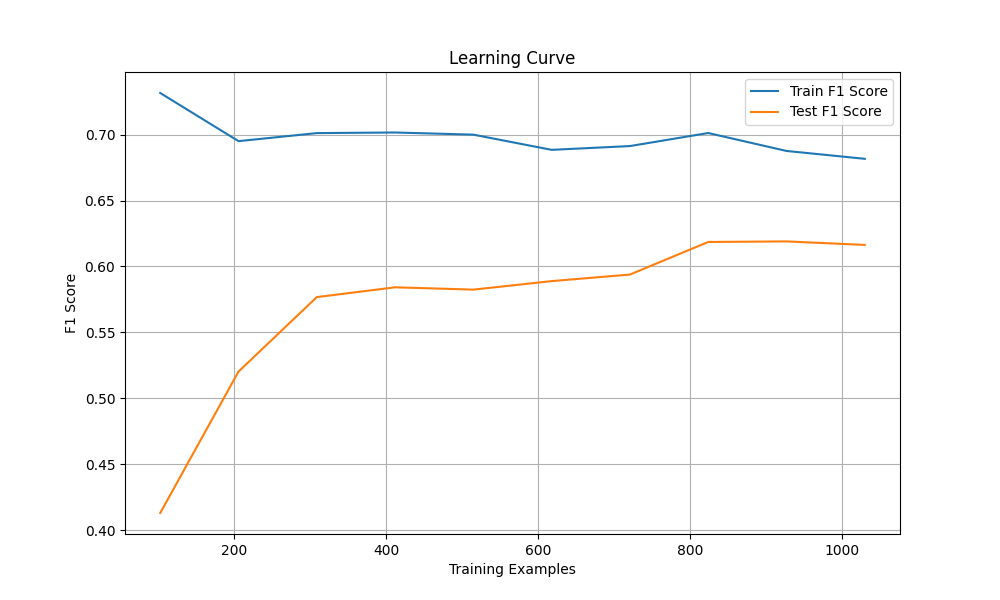 Learning Curve
Train F1 Score
Test F1 Score
F1 Score
0.70
0.65
0.60
0.55
0.50
0.45
0.40
200 400 600 800 1000
Training Examples